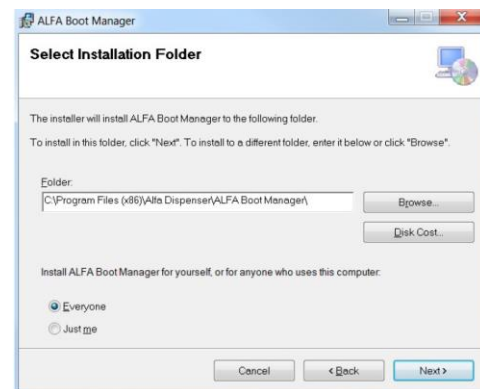 ALFA Boot Manager
Select Installation Folder
The installer will install ALFA Boot Manager to the following folder.
To install in this folder, click "Next". To install to a different folder, enter it below or click "Browse".
Folder:
C:\Program Files (x86)\Alfa Dispenser\ALFA Boot Manager\
Browse...
Disk Cost...
Install ALFA Boot Manager for yourself, or for anyone who uses this computer:
Everyone
Just me
Cancel < Back Next >